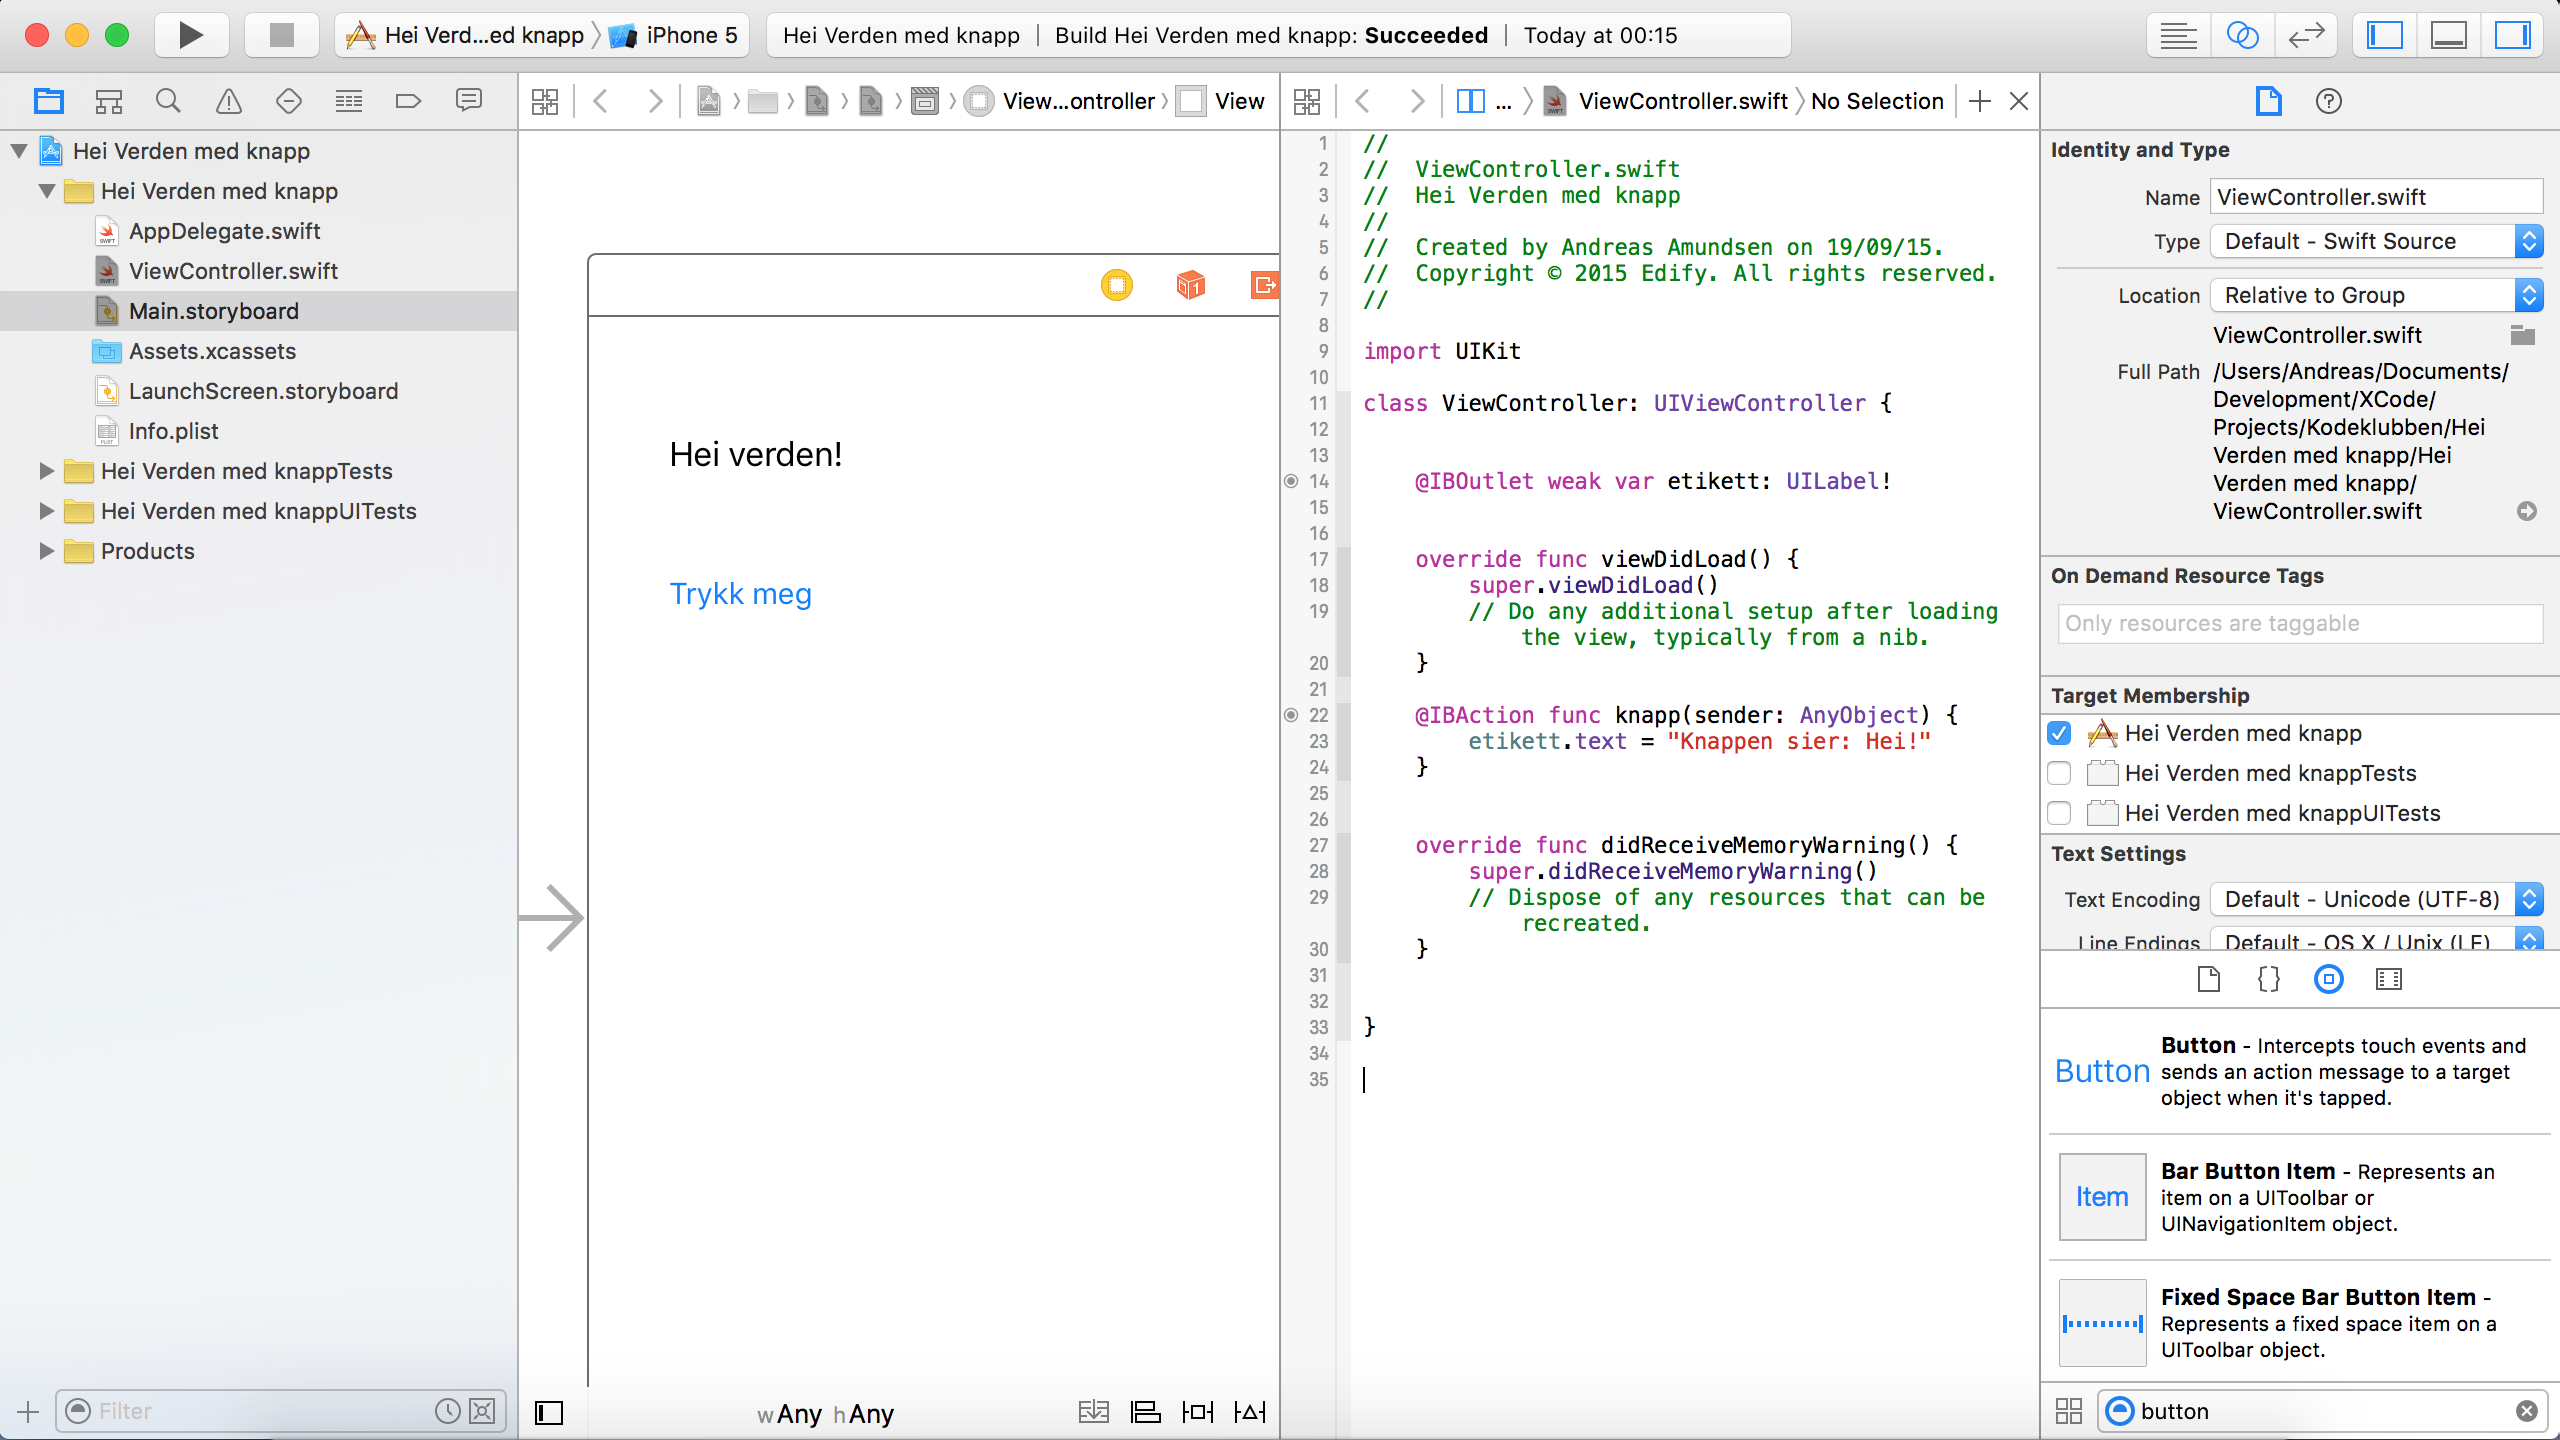 Hei Verd...ed knapp
iPhone 5
Hei Verden med knapp
Build Hei Verden med knapp: Succeeded
Today at 00:15
View...ontroller
View
...
ViewController.swift
No Selection
Hei Verden med knapp
Hei Verden med knapp
AppDelegate.swift
ViewController.swift
Main.storyboard
Assets.xcassets
LaunchScreen.storyboard
Info.plist
Hei Verden med knappTests
Hei Verden med knappUITests
Products
Filter
Hei verden!
Trykk meg
wAny hAny
1 //
2 //  ViewController.swift
3 //  Hei Verden med knapp
4 //
5 //  Created by Andreas Amundsen on 19/09/15.
6 //  Copyright © 2015 Edify. All rights reserved.
7 //
8
9 import UIKit
10
11 class ViewController: UIViewController {
12
13
14     @IBOutlet weak var etikett: UILabel!
15
16
17     override func viewDidLoad() {
18         super.viewDidLoad()
19         // Do any additional setup after loading
            the view, typically from a nib.
20     }
21
22     @IBAction func knapp(sender: AnyObject) {
23         etikett.text = "Knappen sier: Hei!"
24     }
25
26
27     override func didReceiveMemoryWarning() {
28         super.didReceiveMemoryWarning()
29         // Dispose of any resources that can be
            recreated.
30     }
31
32
33 }
34
35
Identity and Type
Name ViewController.swift
Type Default - Swift Source
Location Relative to Group
ViewController.swift
Full Path /Users/Andreas/Documents/
Development/XCode/
Projects/Kodeklubben/Hei
Verden med knapp/Hei
Verden med knapp/
ViewController.swift
On Demand Resource Tags
Only resources are taggable
Target Membership
Hei Verden med knapp
Hei Verden med knappTests
Hei Verden med knappUITests
Text Settings
Text Encoding Default - Unicode (UTF-8)
Line Endings Default - OS X / Unix (LF)
Button
Button - Intercepts touch events and
sends an action message to a target
object when it's tapped.
Item
Bar Button Item - Represents an
item on a UIToolbar or
UINavigationItem object.
Fixed Space Bar Button Item -
Represents a fixed space item on a
UIToolbar object.
button